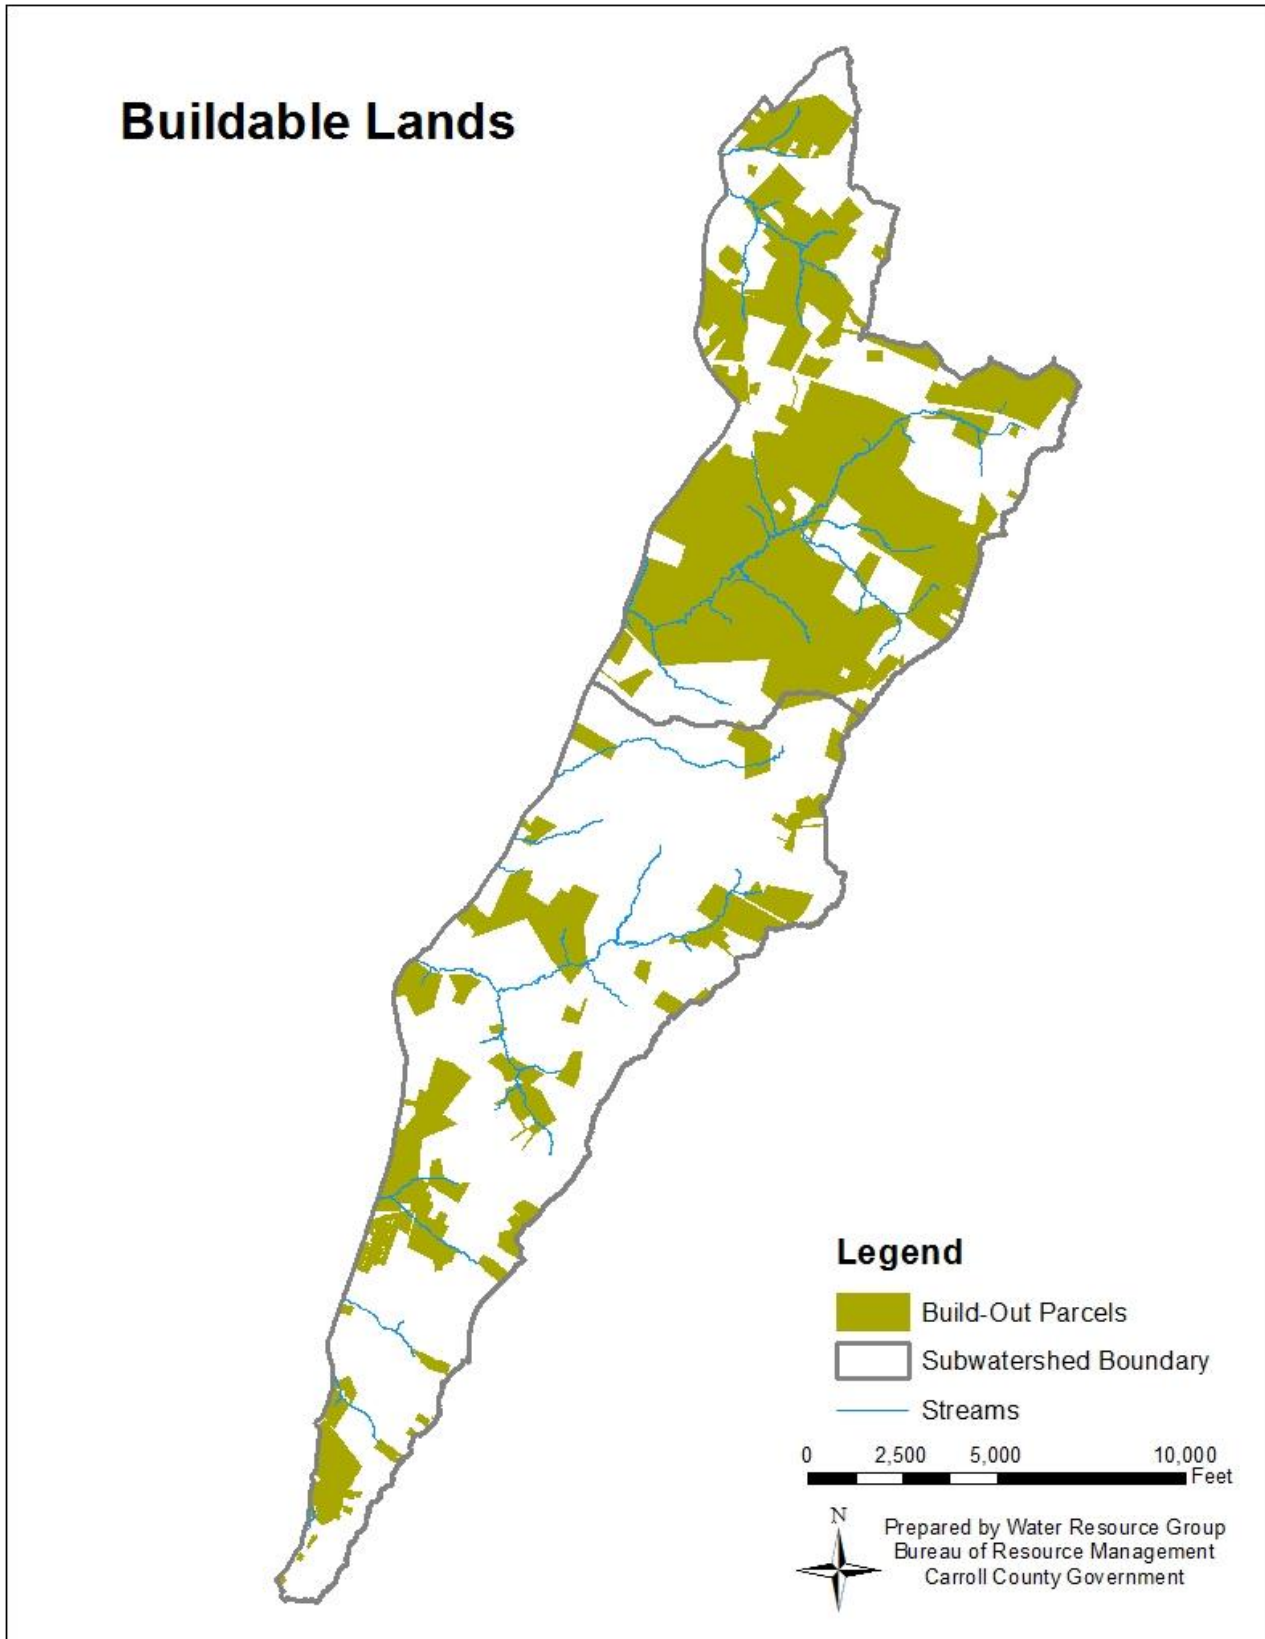 Buildable Lands
Legend
Build-Out Parcels
Subwatershed Boundary
Streams
0 2,500 5,000 10,000
Feet
N
Prepared by Water Resource Group
Bureau of Resource Management
Carroll County Government